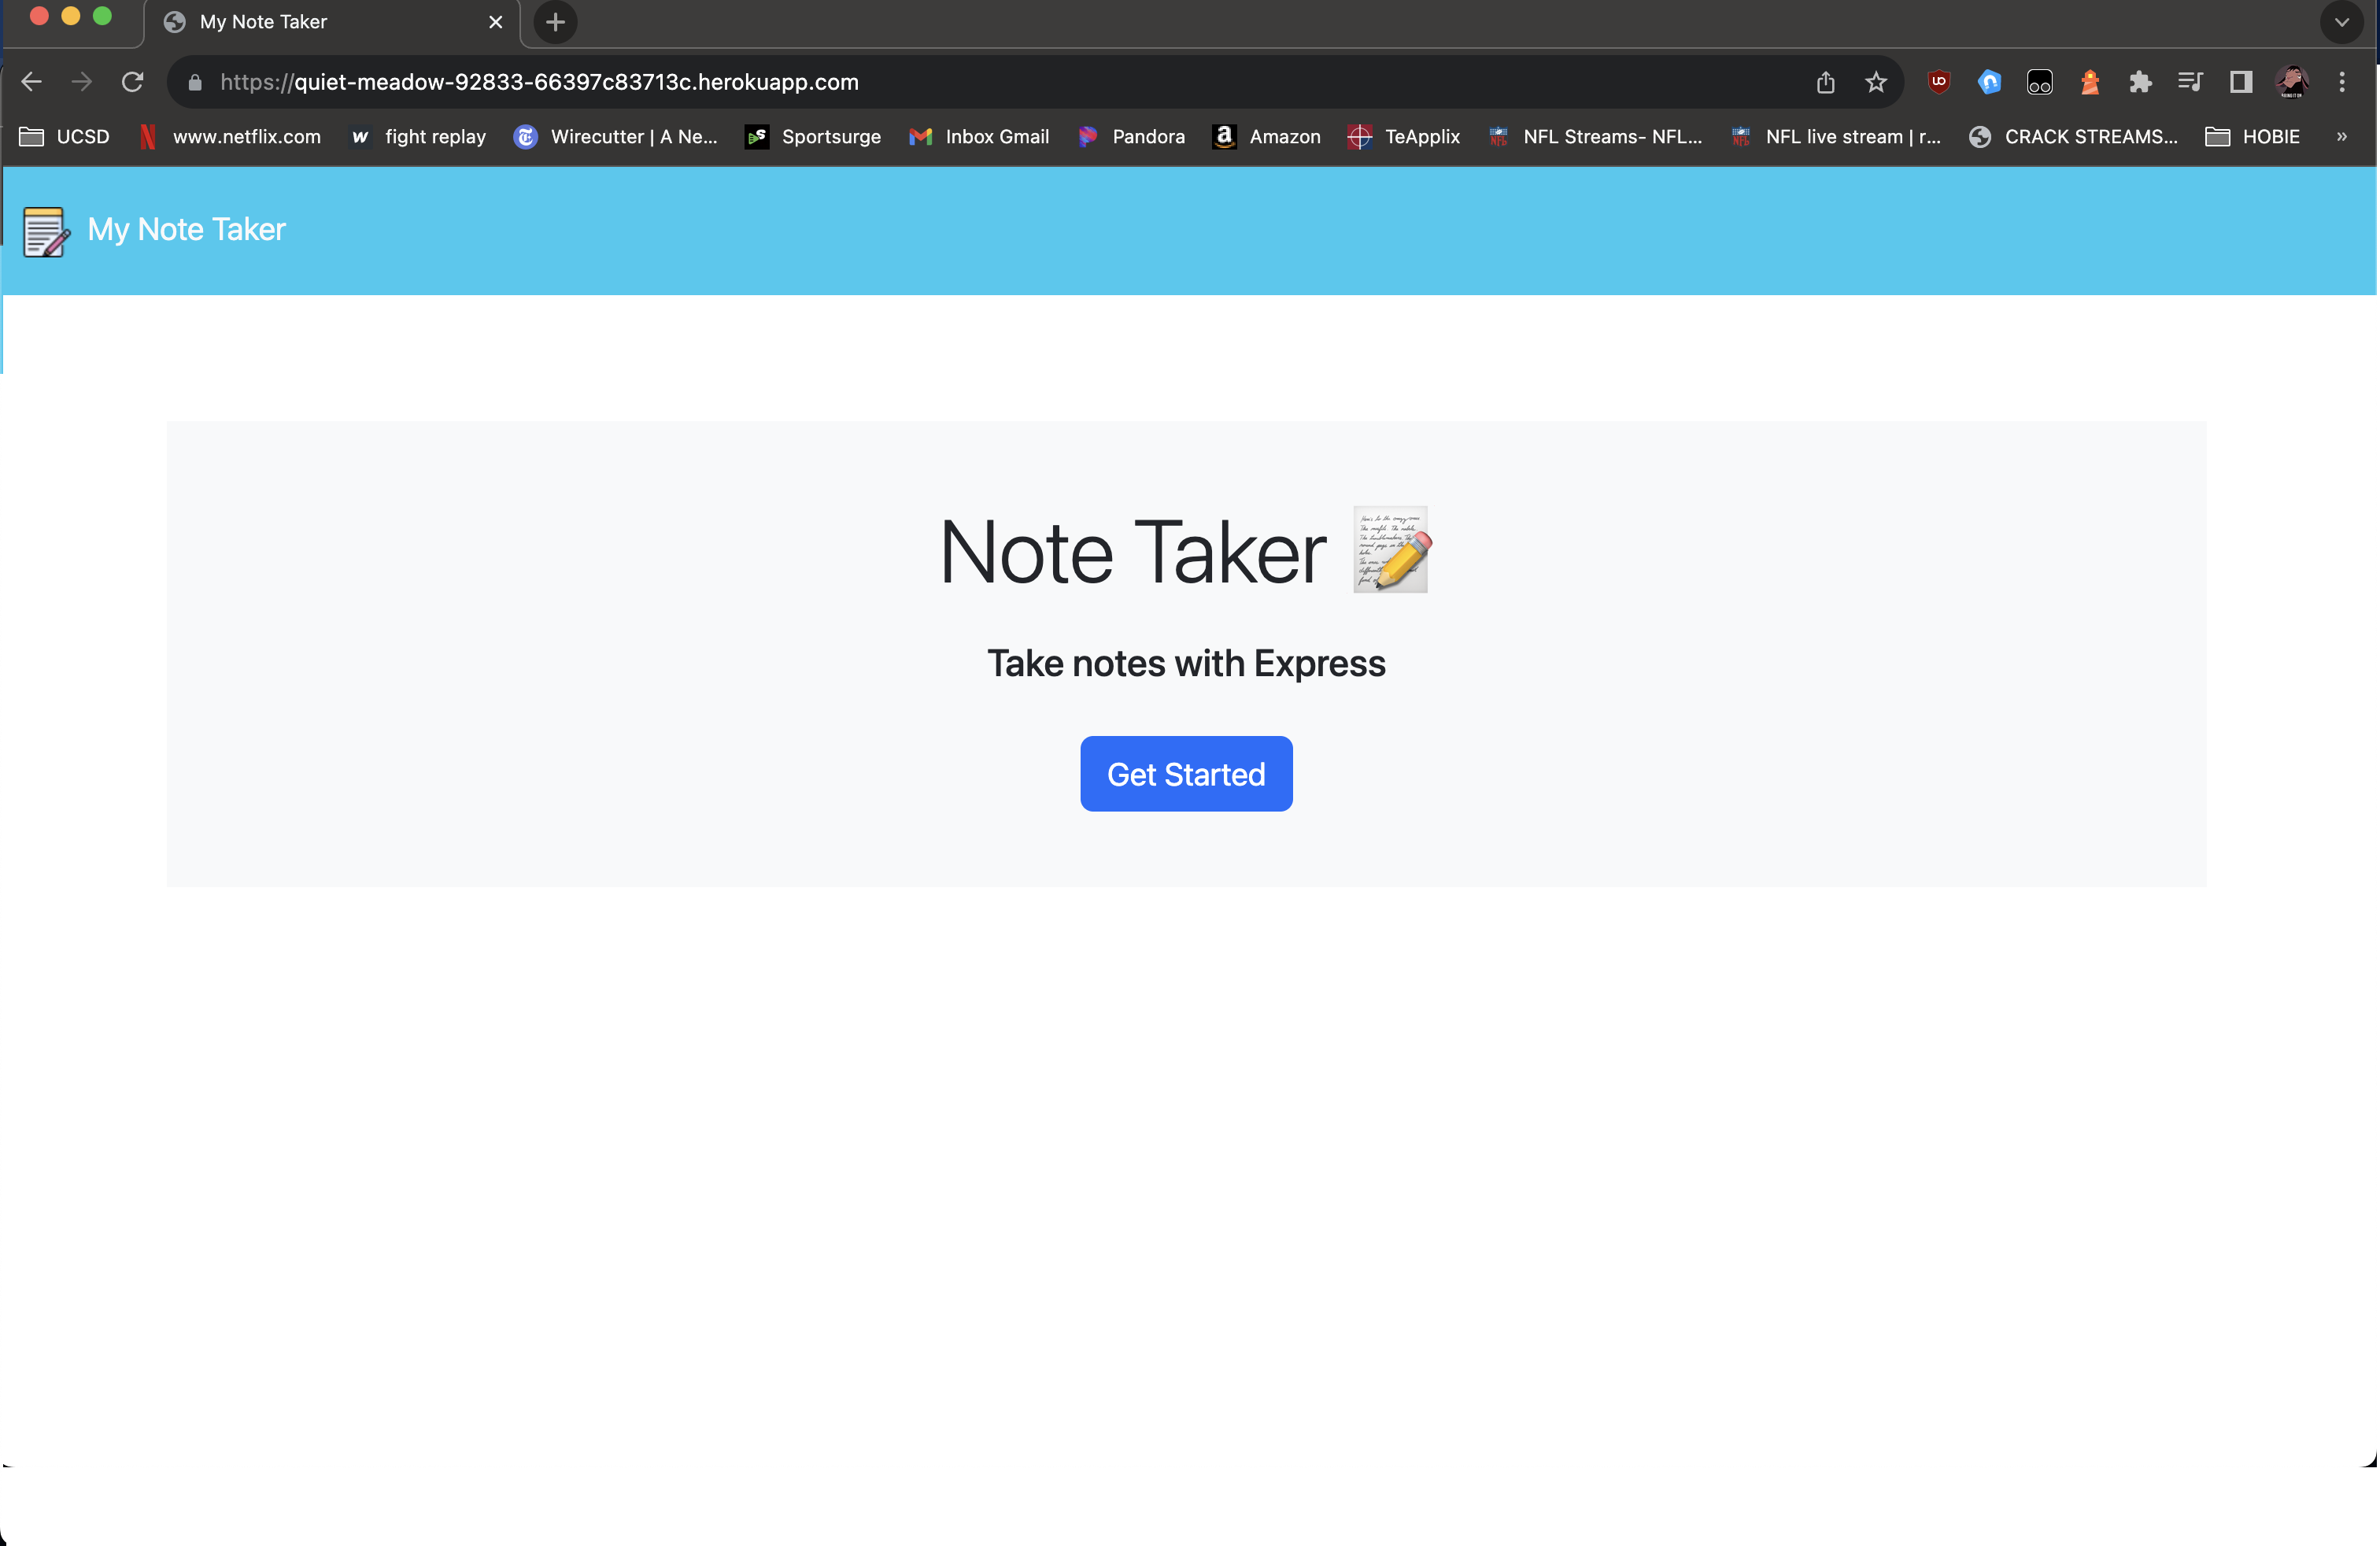 My Note Taker
https://quiet-meadow-92833-66397c83713c.herokuapp.com
UCSD www.netflix.com fight replay Wirecutter | A Ne... Sportsurge Inbox Gmail Pandora Amazon TeApplix NFL Streams- NFL... NFL live stream | r... CRACK STREAMS... HOBIE »
My Note Taker
Note Taker
Take notes with Express
Get Started